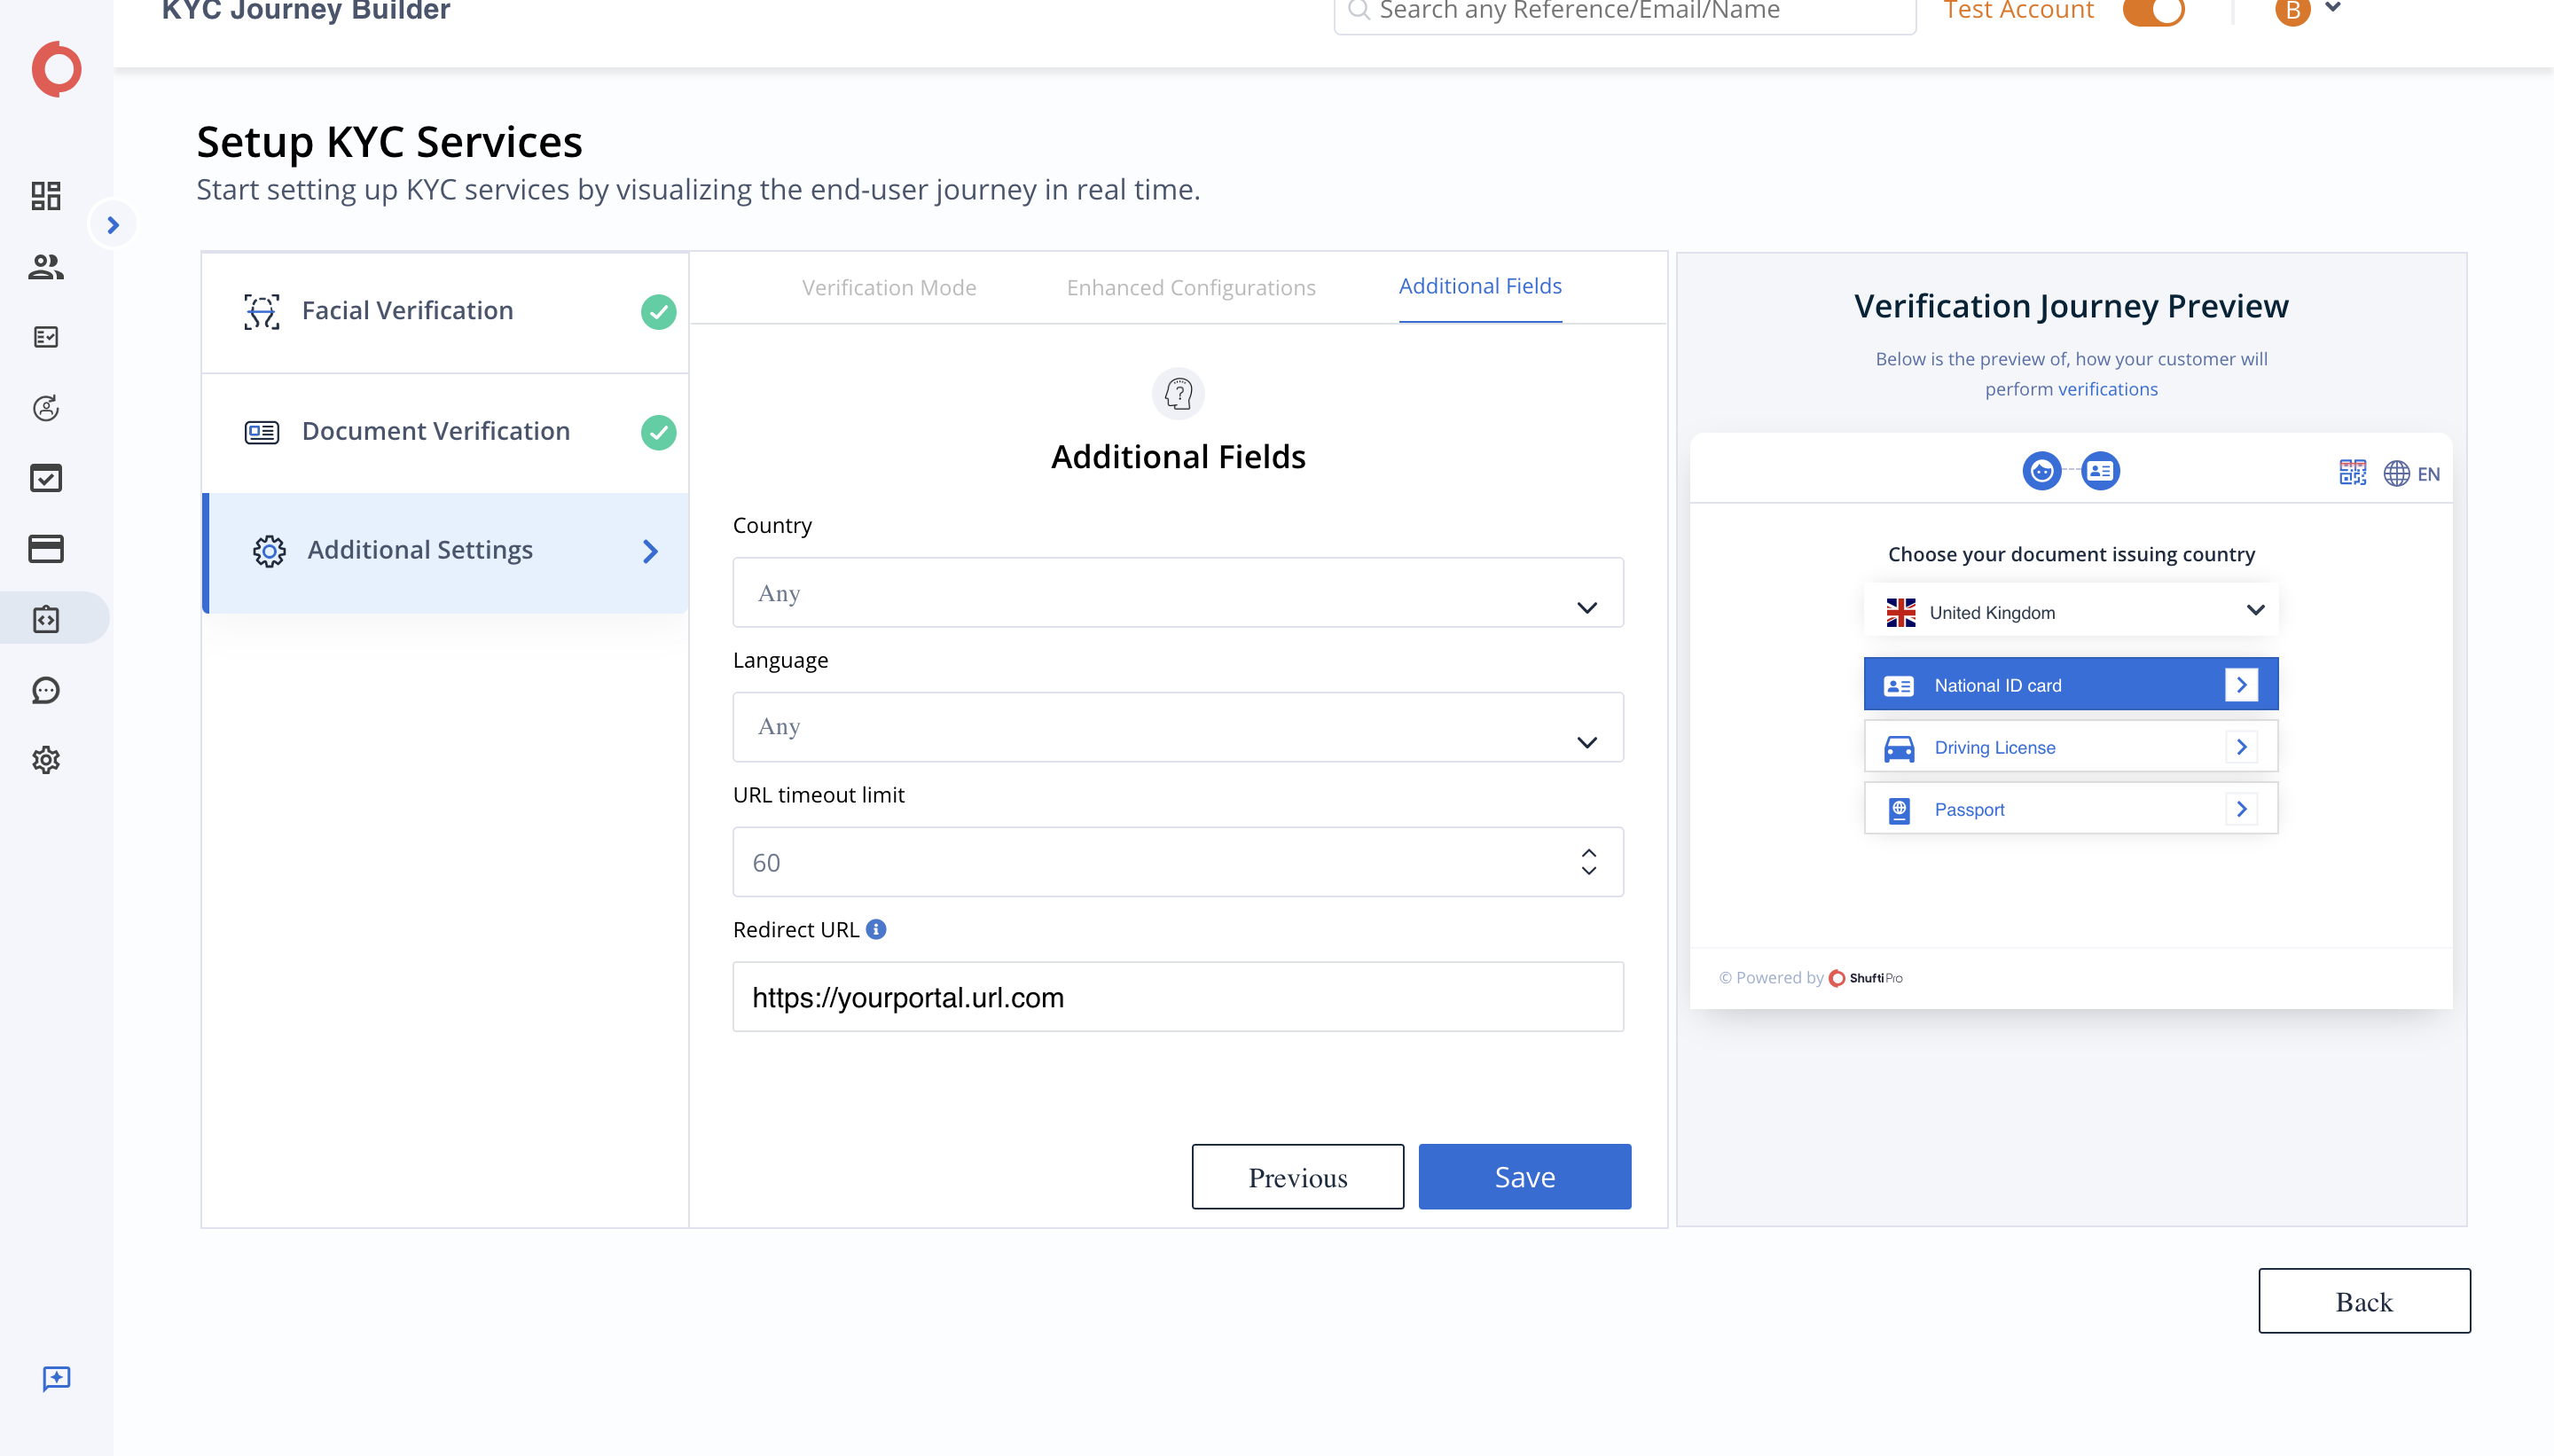 KYC Journey Builder
Search any Reference/Email/Name
Test Account
B
Setup KYC Services
Start setting up KYC services by visualizing the end-user journey in real time.
Facial Verification
Document Verification
Additional Settings
Verification Mode
Enhanced Configurations
Additional Fields
?
Additional Fields
Country
Any
Language
Any
URL timeout limit
60
Redirect URL i
https://yourportal.url.com
Previous
Save
Verification Journey Preview
Below is the preview of, how your customer will
perform verifications
EN
Choose your document issuing country
United Kingdom
National ID card
Driving License
Passport
© Powered by ShuftiPro
Back